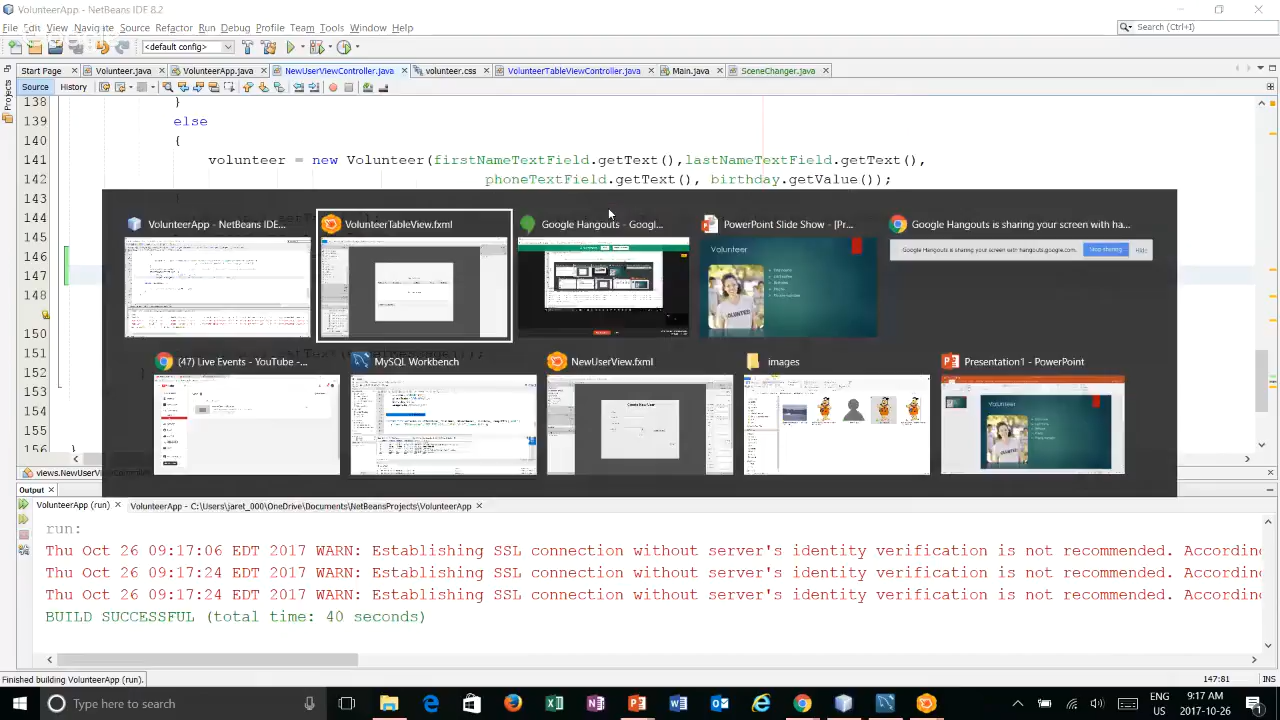 VolunteerApp - NetBeans IDE 8.2
File Edit View Navigate Source Refactor Run Debug Profile Team Tools Window Help
Search (Ctrl+I)
<default config>
Start Page Volunteer.java VolunteerApp.java NewUserViewController.java volunteer.css VolunteerTableViewController.java Main.java SceneChanger.java
Source History
Projects
138 }
139 else
140 {
141 volunteer = new Volunteer(firstNameTextField.getText(),lastNameTextField.getText(),
142 phoneTextField.getText(), birthday.getValue());
143 }
144
145
146
147
148
150
151
152 }
153
154
155
156 }
VolunteerApp - NetBeans IDE... VolunteerTableView.fxml Google Hangouts - Googl... PowerPoint Slide Show - [Pr... Google Hangouts is sharing your screen with ha...
Google Hangouts is sharing your screen with hangouts.google.com. Stop sharing Hide
Volunteer
(47) Live Events - YouTube -... MySQL Workbench NewUserView.fxml images Presentation1 - PowerPoint
Volunteer
Output
VolunteerApp (run) VolunteerApp - C:\Users\jaret_000\OneDrive\Documents\NetBeansProjects\VolunteerApp
run:
Thu Oct 26 09:17:06 EDT 2017 WARN: Establishing SSL connection without server's identity verification is not recommended. Accordin
Thu Oct 26 09:17:24 EDT 2017 WARN: Establishing SSL connection without server's identity verification is not recommended. Accordin
Thu Oct 26 09:17:24 EDT 2017 WARN: Establishing SSL connection without server's identity verification is not recommended. Accordin
BUILD SUCCESSFUL (total time: 40 seconds)
Finished building VolunteerApp (run).
147:81 INS
Type here to search
ENG
US
9:17 AM
2017-10-26